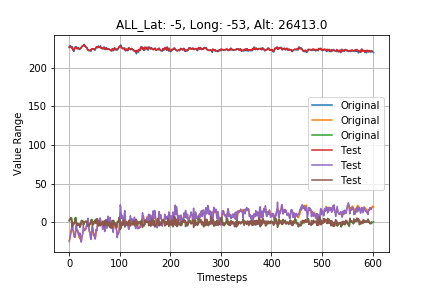 ALL_Lat: -5, Long: -53, Alt: 26413.0
Value Range
200
150
100
50
0
Original
Original
Original
Test
Test
Test
0 100 200 300 400 500 600
Timesteps